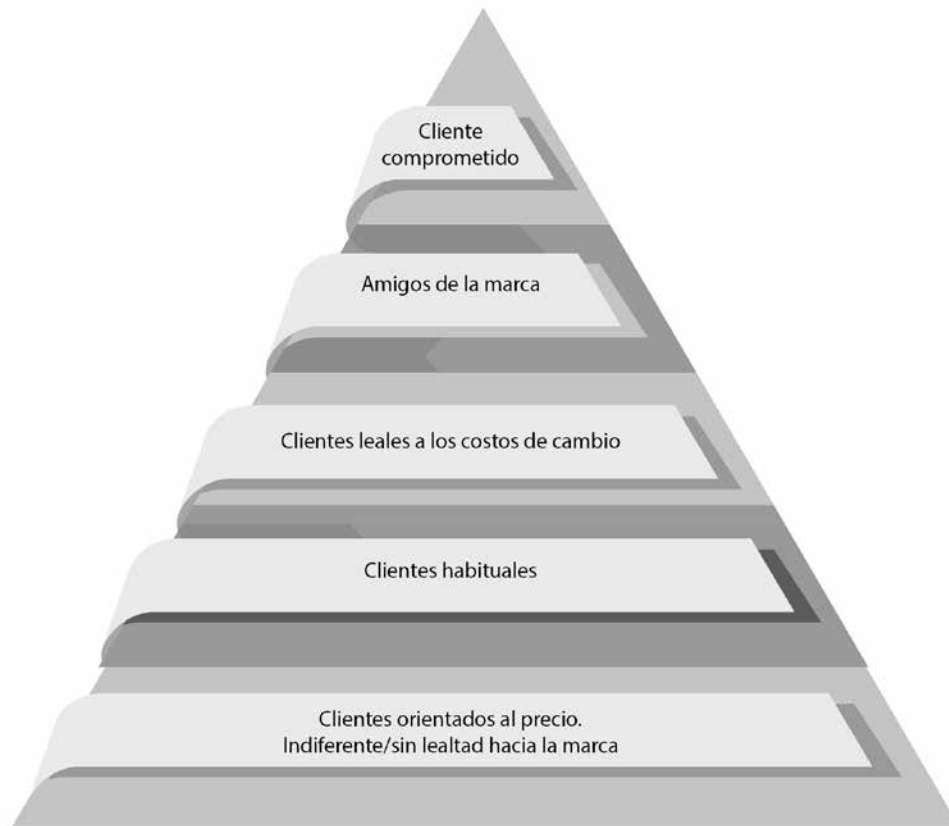 Cliente
comprometido
Amigos de la marca
Clientes leales a los costos de cambio
Clientes habituales
Clientes orientados al precio.
Indiferente/sin lealtad hacia la marca